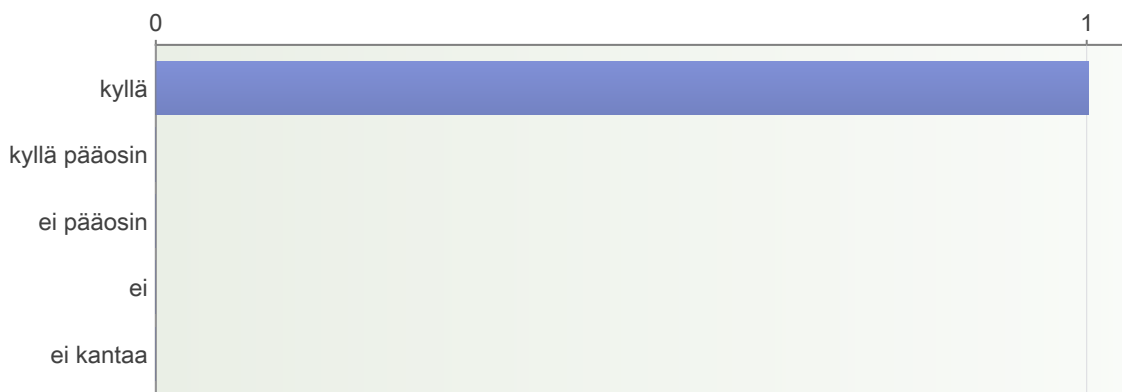 0 1
kyllä
kyllä pääosin
ei pääosin
ei
ei kantaa